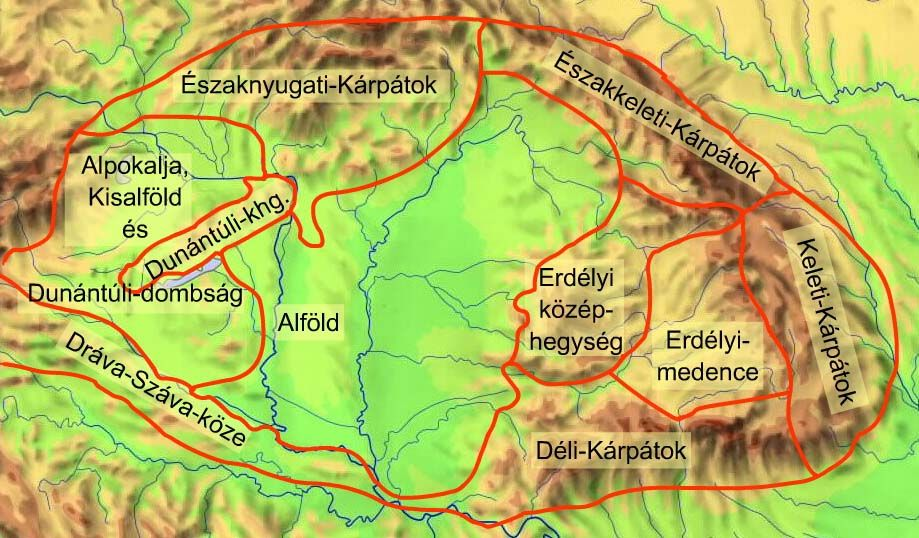 Északnyugati-Kárpátok
Északkeleti-Kárpátok
Alpokalja,
Kisalföld
és
Dunántúli-khg.
Dunántúli-dombság
Alföld
Dráva-Száva-köze
Erdélyi
közép-
hegység
Erdélyi-
medence
Keleti-Kárpátok
Déli-Kárpátok